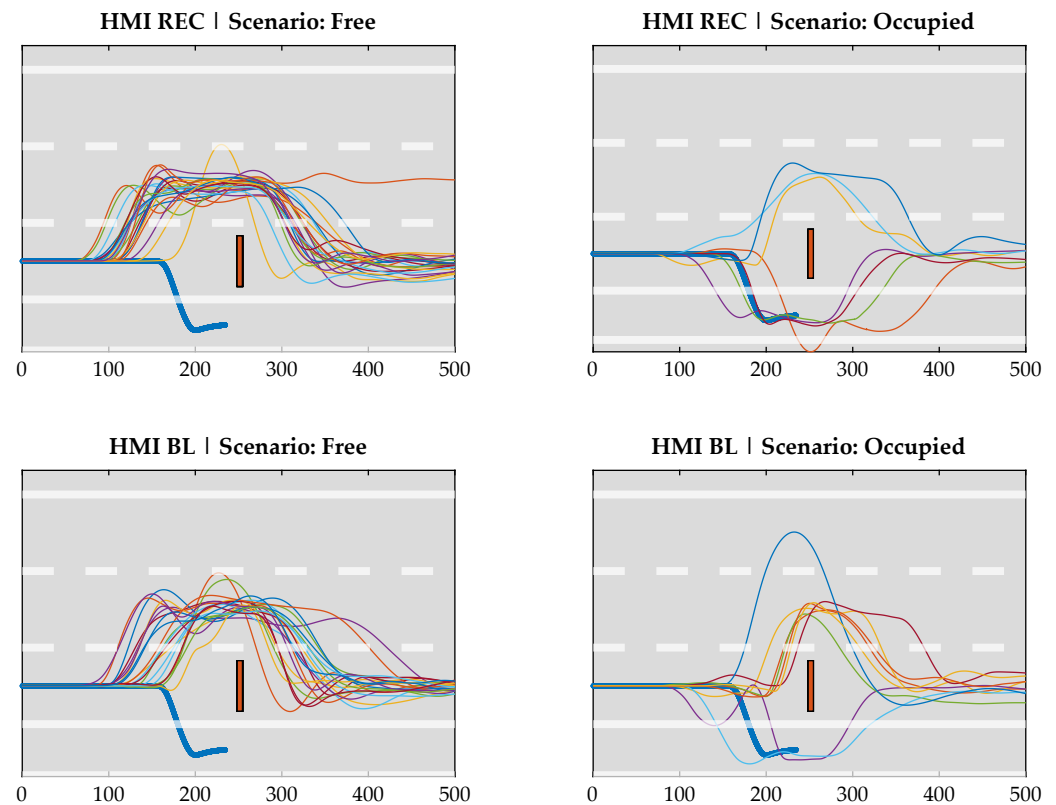 HMI REC | Scenario: Free
HMI REC | Scenario: Occupied
0 100 200 300 400 500
0 100 200 300 400 500
HMI BL | Scenario: Free
HMI BL | Scenario: Occupied
0 100 200 300 400 500
0 100 200 300 400 500